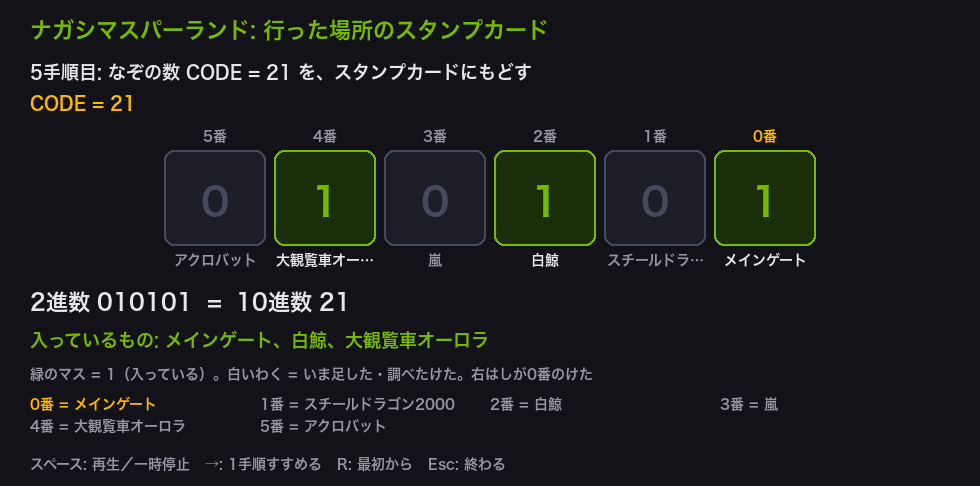 ナガシマスパーランド: 行った場所のスタンプカード
5手順目: なぞの数 CODE = 21 を、スタンプカードにもどす
CODE = 21
5番 4番 3番 2番 1番 0番
0 1 0 1 0 1
アクロバット 大観覧車オー… 嵐 白鯨 スチールドラ… メインゲート
2進数 010101 = 10進数 21
入っているもの: メインゲート、白鯨、大観覧車オーロラ
緑のマス = 1（入っている）。白いわく = いま足した・調べたけた。右はしが0番のけた
0番 = メインゲート 1番 = スチールドラゴン2000 2番 = 白鯨 3番 = 嵐
4番 = 大観覧車オーロラ 5番 = アクロバット
スペース: 再生／一時停止 →: 1手順すすめる R: 最初から Esc: 終わる